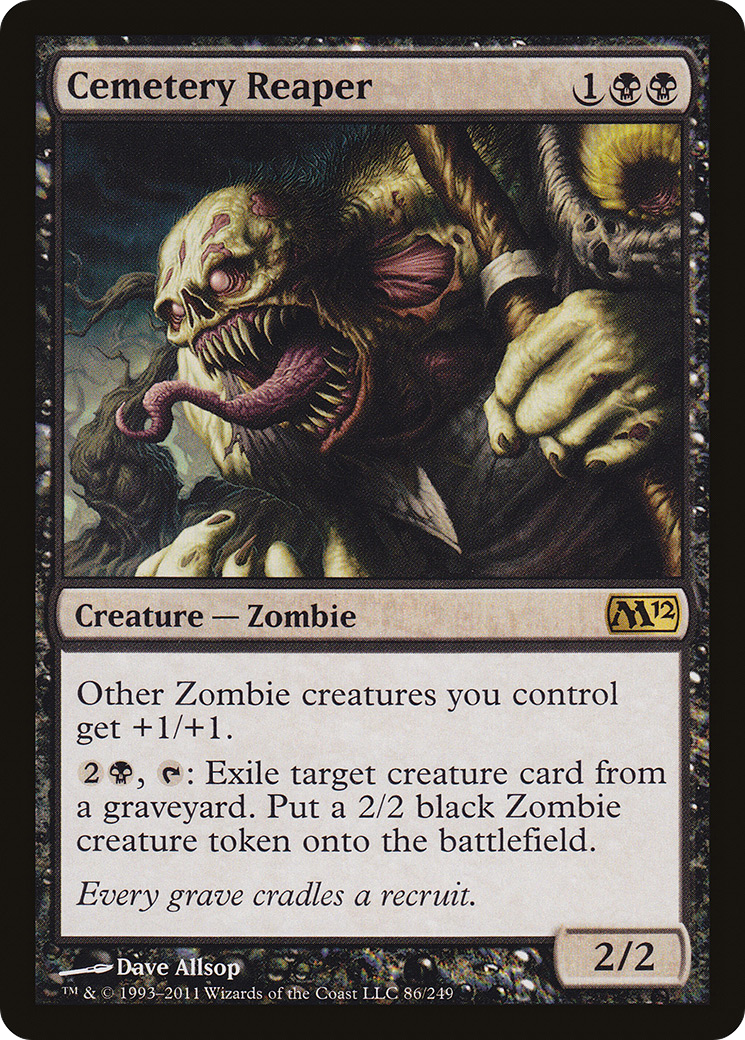 Cemetery Reaper 1
Creature — Zombie M12
Other Zombie creatures you control
get +1/+1.
2 , : Exile target creature card from
a graveyard. Put a 2/2 black Zombie
creature token onto the battlefield.
Every grave cradles a recruit.
2/2
Dave Allsop
™ & © 1993–2011 Wizards of the Coast LLC 86/249